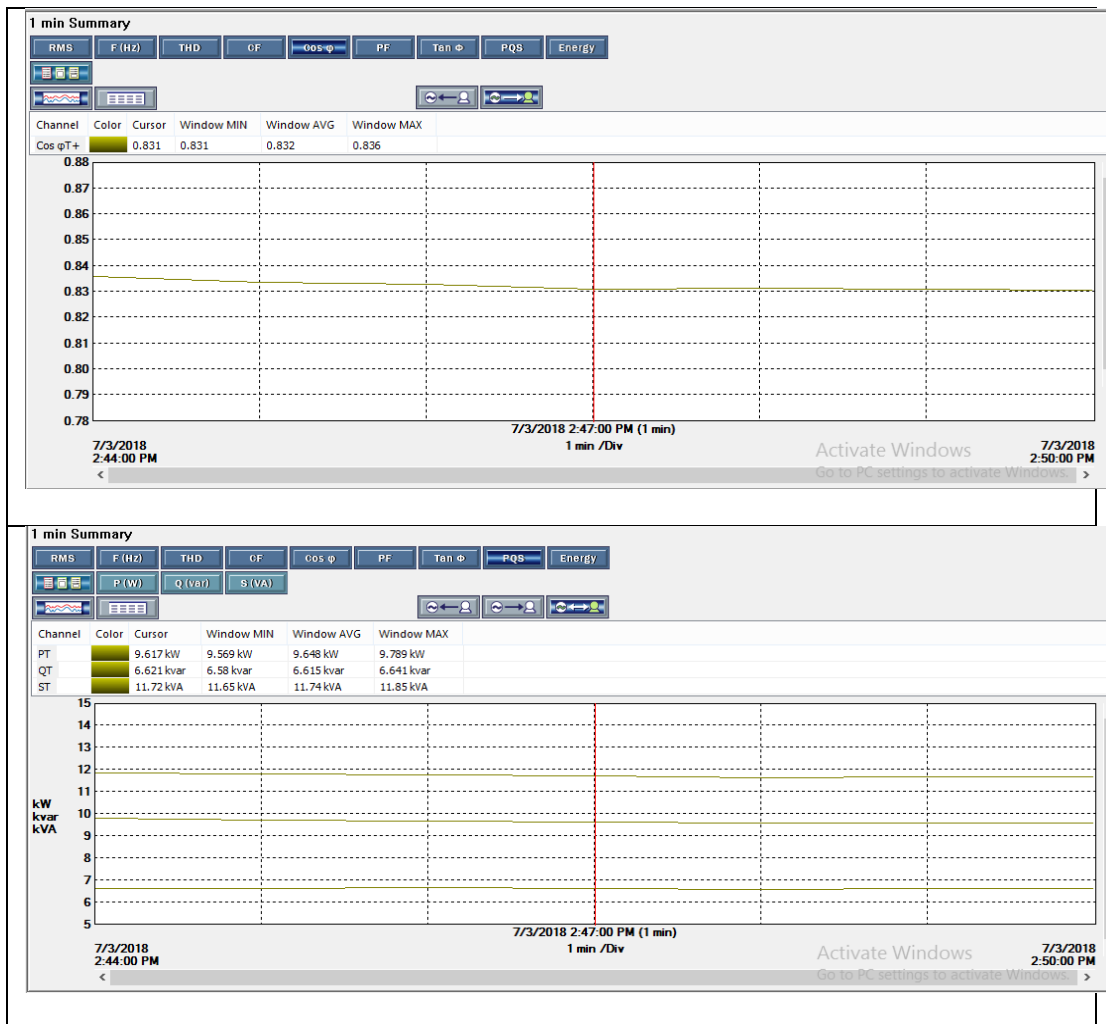 1 min Summary
RMS F (Hz) THD CF Cos φ PF Tan Φ PQS Energy
Channel Color Cursor Window MIN Window AVG Window MAX
Cos φT+ 0.831 0.831 0.832 0.836
0.88
0.87
0.86
0.85
0.84
0.83
0.82
0.81
0.80
0.79
0.78
7/3/2018 2:47:00 PM (1 min)
7/3/2018 1 min /Div Activate Windows 7/3/2018
2:44:00 PM Go to PC settings to activate Windows. 2:50:00 PM
1 min Summary
RMS F (Hz) THD CF Cos φ PF Tan Φ PQS Energy
P (W) Q (var) S (VA)
Channel Color Cursor Window MIN Window AVG Window MAX
PT 9.617 kW 9.569 kW 9.648 kW 9.789 kW
QT 6.621 kvar 6.58 kvar 6.615 kvar 6.641 kvar
ST 11.72 kVA 11.65 kVA 11.74 kVA 11.85 kVA
15
14
13
12
11
kW
kvar 10
kVA
9
8
7
6
5
7/3/2018 2:47:00 PM (1 min)
7/3/2018 1 min /Div Activate Windows 7/3/2018
2:44:00 PM Go to PC settings to activate Windows. 2:50:00 PM